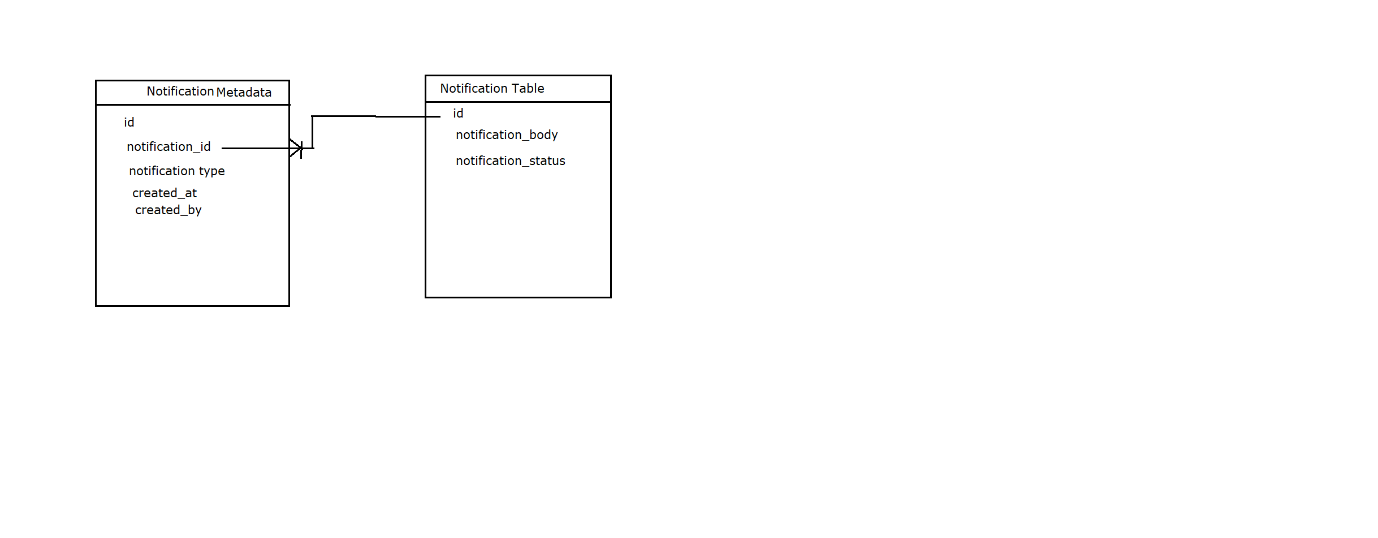 Notification Metadata
id
notification_id
notification type
created_at
created_by
Notification Table
id
notification_body
notification_status